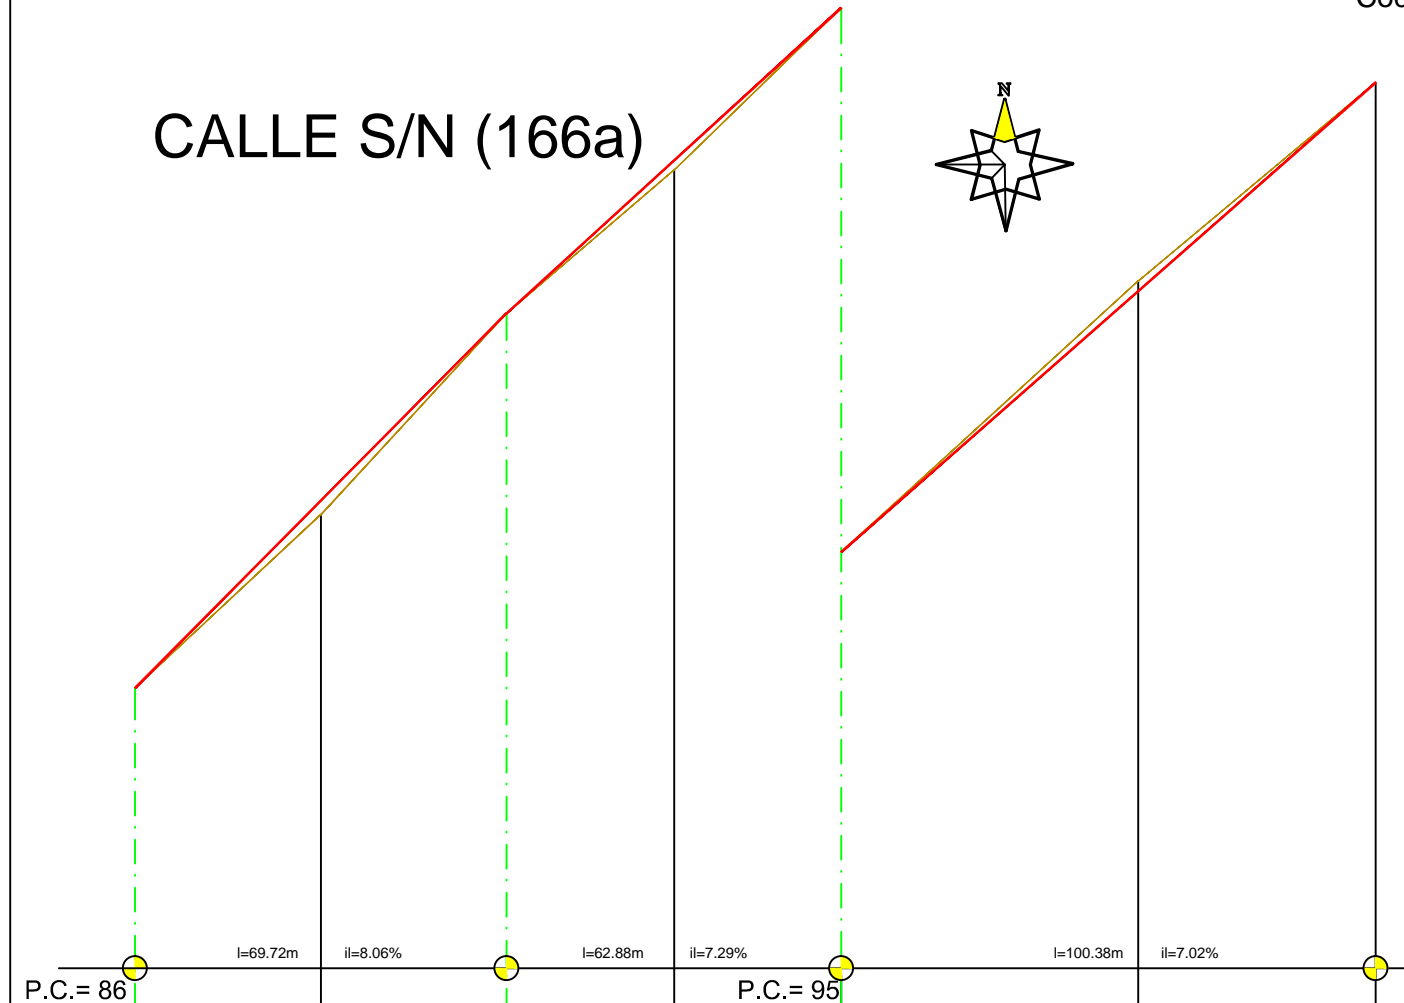 CALLE S/N (166a)
N
l=69.72m
il=8.06%
l=62.88m
il=7.29%
l=100.38m
il=7.02%
P.C.= 86
P.C.= 95